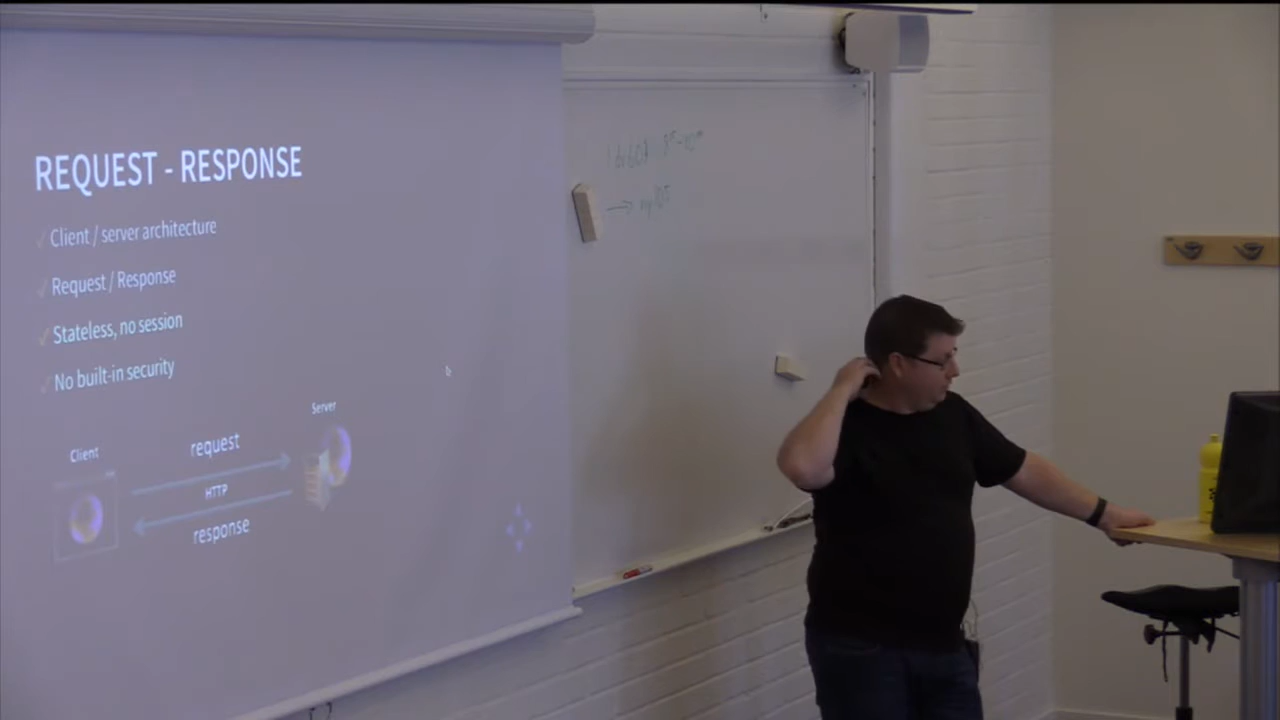 REQUEST - RESPONSE
Client / server architecture
Request / Response
Stateless, no session
No built-in security
Server
Client
request
HTTP
response